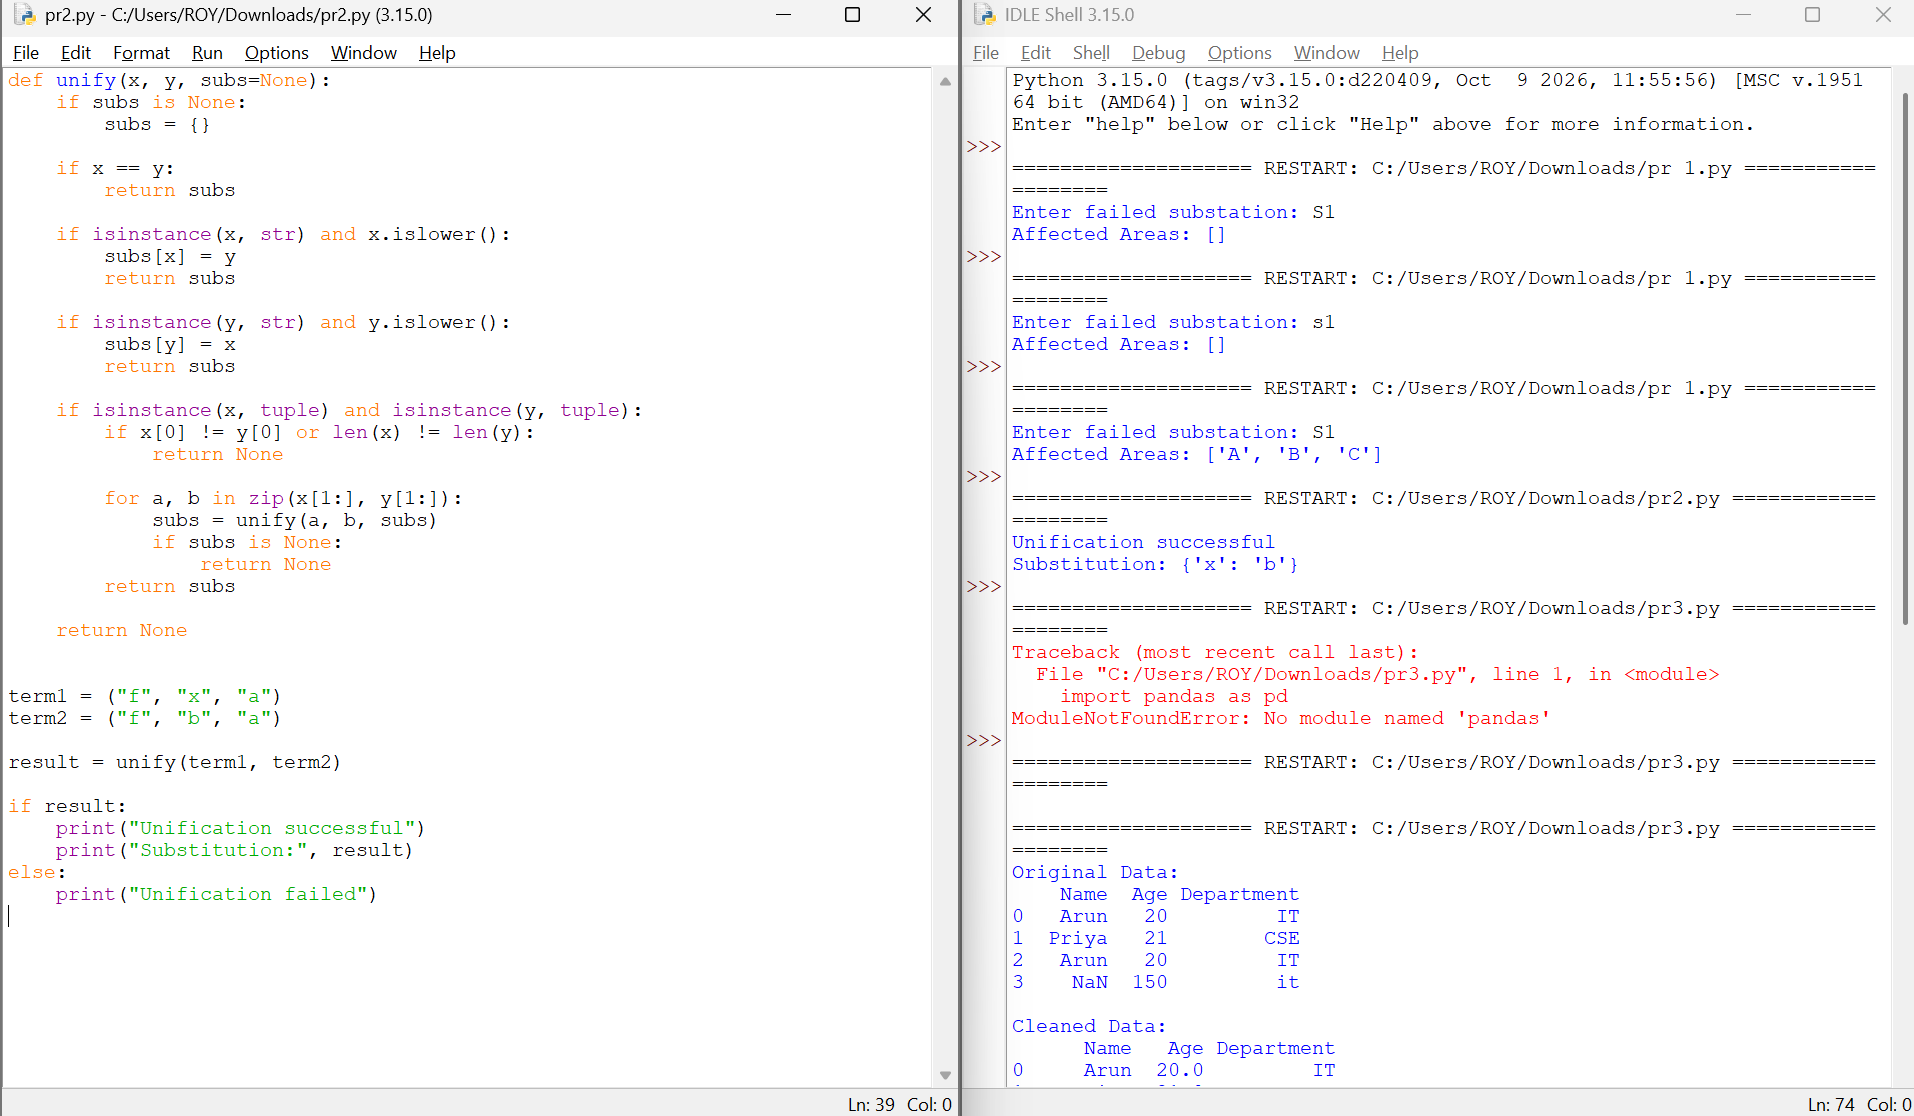 pr2.py - C:/Users/ROY/Downloads/pr2.py (3.15.0)
File Edit Format Run Options Window Help
def unify(x, y, subs=None):
    if subs is None:
        subs = {}

    if x == y:
        return subs

    if isinstance(x, str) and x.islower():
        subs[x] = y
        return subs

    if isinstance(y, str) and y.islower():
        subs[y] = x
        return subs

    if isinstance(x, tuple) and isinstance(y, tuple):
        if x[0] != y[0] or len(x) != len(y):
            return None

        for a, b in zip(x[1:], y[1:]):
            subs = unify(a, b, subs)
            if subs is None:
                return None
        return subs

    return None


term1 = ("f", "x", "a")
term2 = ("f", "b", "a")

result = unify(term1, term2)

if result:
    print("Unification successful")
    print("Substitution:", result)
else:
    print("Unification failed")
Ln: 39 Col: 0
IDLE Shell 3.15.0
File Edit Shell Debug Options Window Help
Python 3.15.0 (tags/v3.15.0:d220409, Oct  9 2026, 11:55:56) [MSC v.1951
64 bit (AMD64)] on win32
Enter "help" below or click "Help" above for more information.
>>>
==================== RESTART: C:/Users/ROY/Downloads/pr 1.py ===========
========
Enter failed substation: S1
Affected Areas: []
>>>
==================== RESTART: C:/Users/ROY/Downloads/pr 1.py ===========
========
Enter failed substation: s1
Affected Areas: []
>>>
==================== RESTART: C:/Users/ROY/Downloads/pr 1.py ===========
========
Enter failed substation: S1
Affected Areas: ['A', 'B', 'C']
>>>
==================== RESTART: C:/Users/ROY/Downloads/pr2.py ============
========
Unification successful
Substitution: {'x': 'b'}
>>>
==================== RESTART: C:/Users/ROY/Downloads/pr3.py ============
========
Traceback (most recent call last):
  File "C:/Users/ROY/Downloads/pr3.py", line 1, in <module>
    import pandas as pd
ModuleNotFoundError: No module named 'pandas'
>>>
==================== RESTART: C:/Users/ROY/Downloads/pr3.py ============
========

==================== RESTART: C:/Users/ROY/Downloads/pr3.py ============
========
Original Data:
    Name  Age Department
0   Arun   20         IT
1  Priya   21        CSE
2   Arun   20         IT
3    NaN  150         it

Cleaned Data:
      Name   Age Department
0     Arun  20.0         IT
Ln: 74 Col: 0